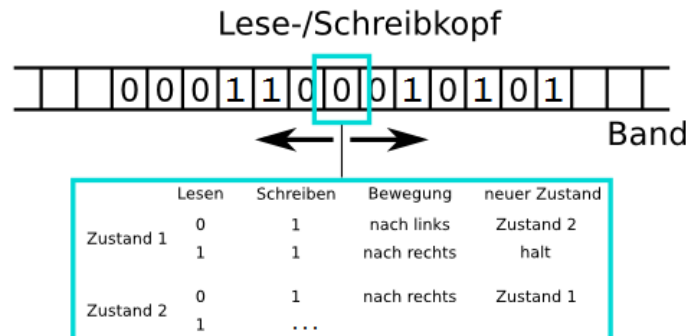 Lese-/Schreibkopf
0 0 0 1 1 0 0 0 1 0 1 0 1
Band
Lesen Schreiben Bewegung neuer Zustand
Zustand 1
0 1 nach links Zustand 2
1 1 nach rechts halt
Zustand 2
0 1 nach rechts Zustand 1
1 ...